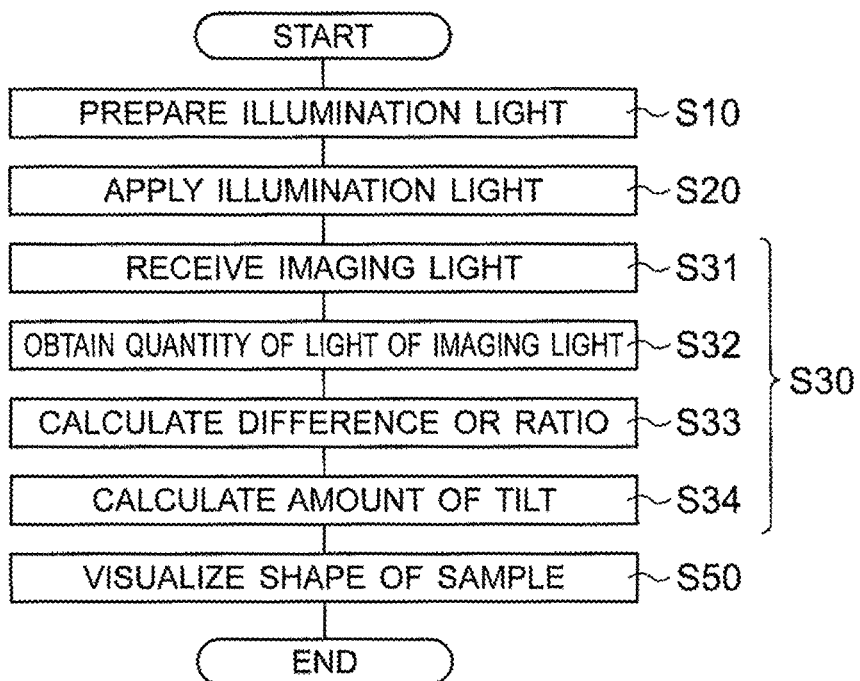 START
PREPARE ILLUMINATION LIGHT S10
APPLY ILLUMINATION LIGHT S20
RECEIVE IMAGING LIGHT S31
OBTAIN QUANTITY OF LIGHT OF IMAGING LIGHT S32
S30
CALCULATE DIFFERENCE OR RATIO S33
CALCULATE AMOUNT OF TILT S34
VISUALIZE SHAPE OF SAMPLE S50
END